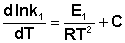 d lnk₁/dT = E₁/RT² + C